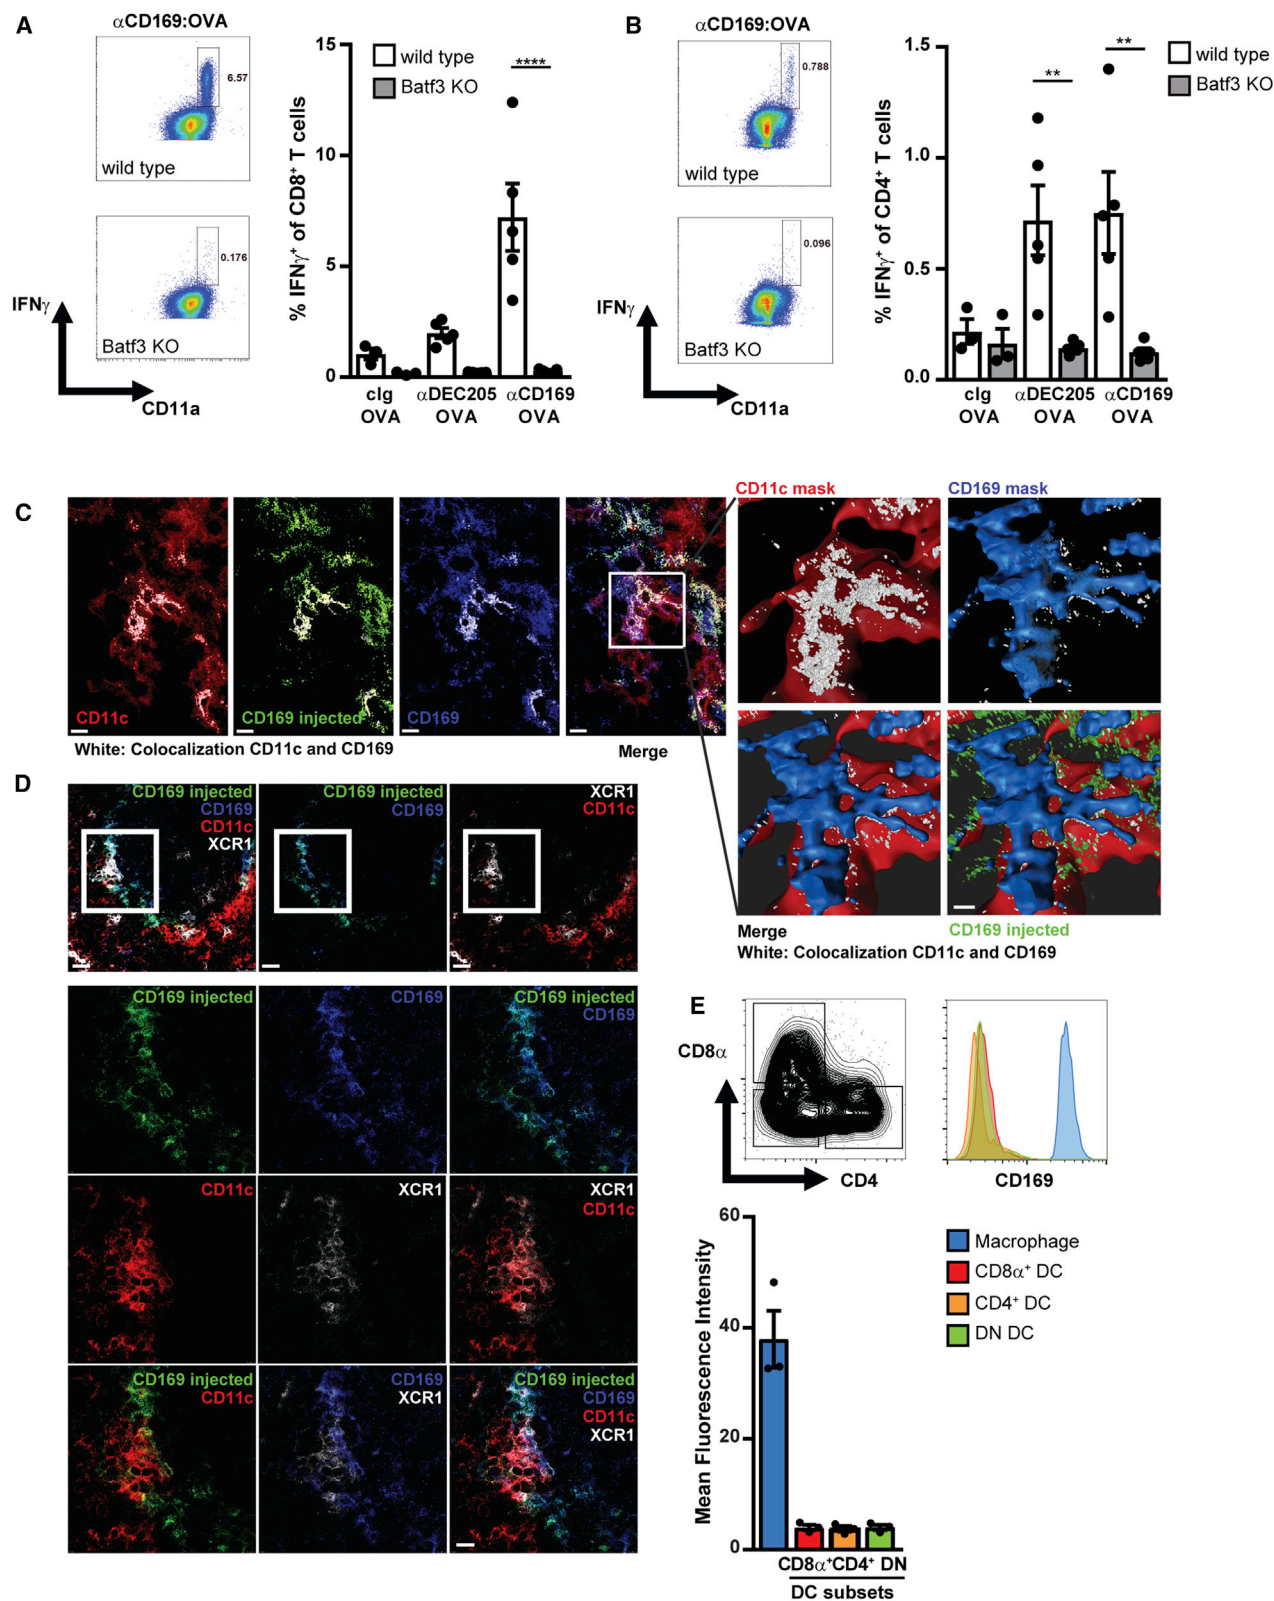 A
αCD169:OVA
6.57
wild type
0.176
Batf3 KO
IFNγ
CD11a
% IFNγ⁺ of CD8⁺ T cells
15
10
5
0
wild type
Batf3 KO
****
cIg
OVA
αDEC205
OVA
αCD169
OVA
B
αCD169:OVA
0.788
wild type
0.096
Batf3 KO
IFNγ
CD11a
% IFNγ⁺ of CD4⁺ T cells
1.5
1.0
0.5
0.0
**
**
wild type
Batf3 KO
cIg
OVA
αDEC205
OVA
αCD169
OVA
C
CD11c
CD169 injected
CD169
White: Colocalization CD11c and CD169
Merge
CD11c mask
CD169 mask
Merge
CD169 injected
White: Colocalization CD11c and CD169
D
CD169 injected
CD169
CD11c
XCR1
CD169 injected
CD169
XCR1
CD11c
CD169 injected
CD169
CD169 injected
CD169
CD11c
XCR1
XCR1
CD11c
CD169 injected
CD11c
CD169
XCR1
CD169 injected
CD169
CD11c
XCR1
E
CD8α
CD4
CD169
Mean Fluorescence Intensity
60
40
20
0
Macrophage
CD8α⁺ DC
CD4⁺ DC
DN DC
CD8α⁺ CD4⁺ DN
DC subsets